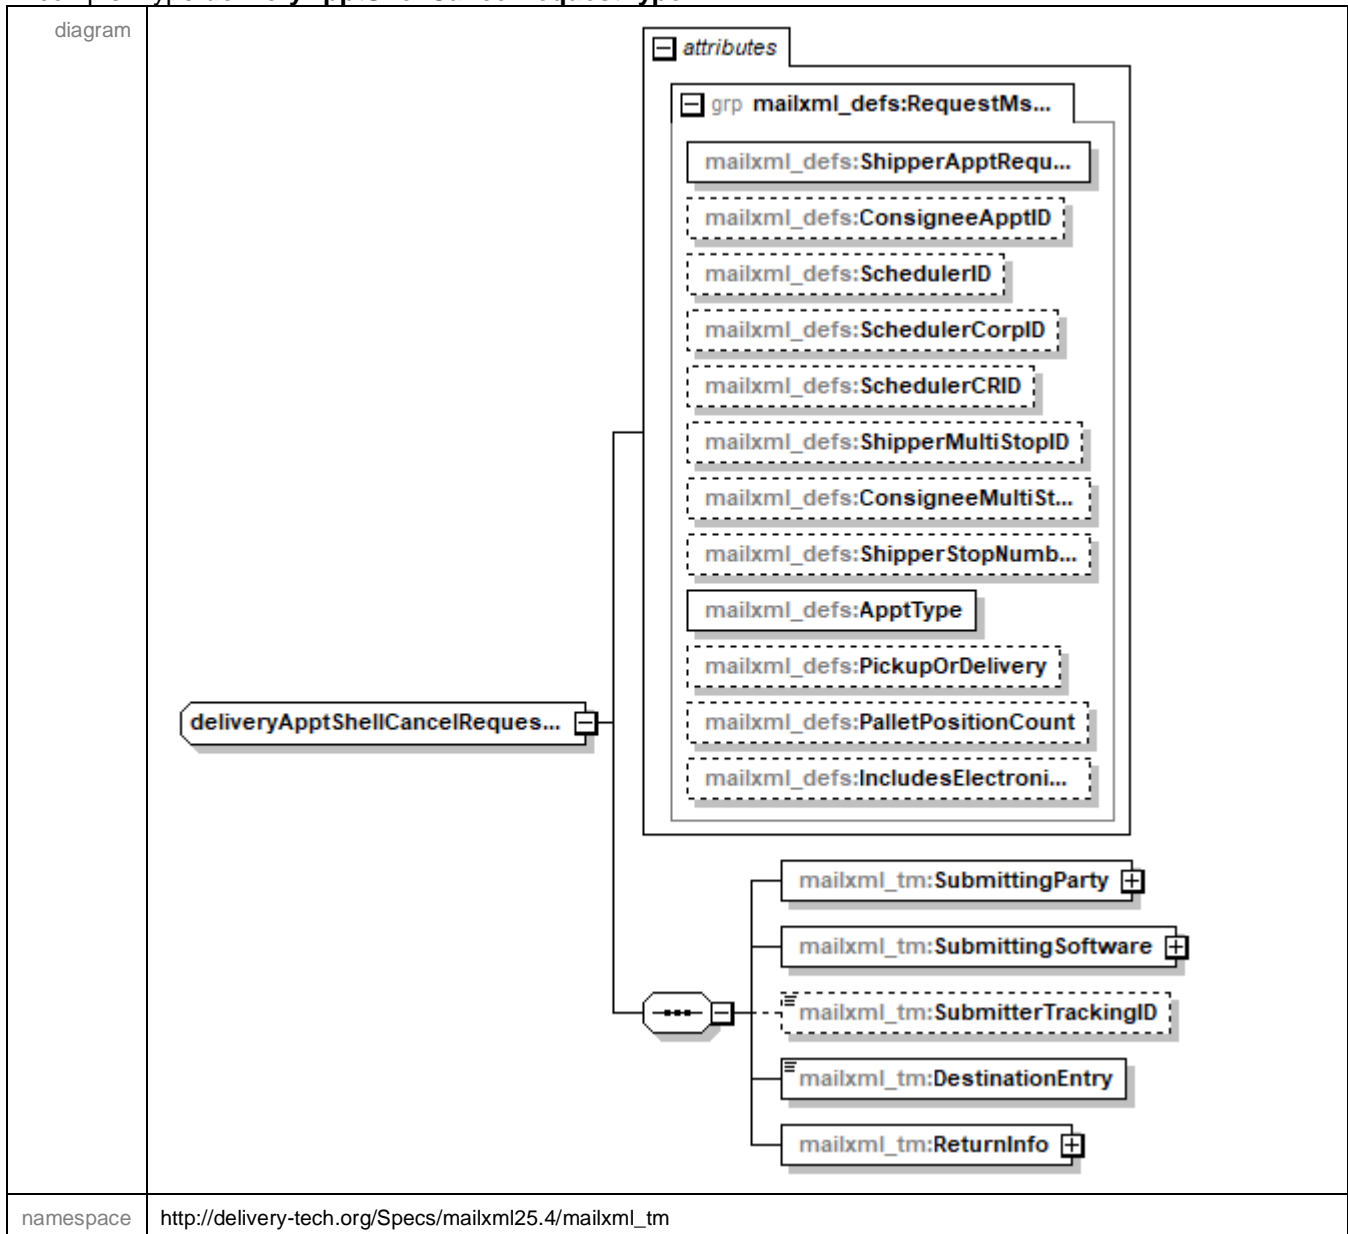 diagram
attributes
grp mailxml_defs:RequestMs...
mailxml_defs:ShipperApptRequ...
mailxml_defs:ConsigneeApptID
mailxml_defs:SchedulerID
mailxml_defs:SchedulerCorpID
mailxml_defs:SchedulerCRID
mailxml_defs:ShipperMultiStopID
mailxml_defs:ConsigneeMultiSt...
mailxml_defs:ShipperStopNumb...
mailxml_defs:ApptType
mailxml_defs:PickupOrDelivery
deliveryApptShellCancelReques...
mailxml_defs:PalletPositionCount
mailxml_defs:IncludesElectroni...
mailxml_tm:SubmittingParty
mailxml_tm:SubmittingSoftware
mailxml_tm:SubmitterTrackingID
mailxml_tm:DestinationEntry
mailxml_tm:ReturnInfo
namespace http://delivery-tech.org/Specs/mailxml25.4/mailxml_tm